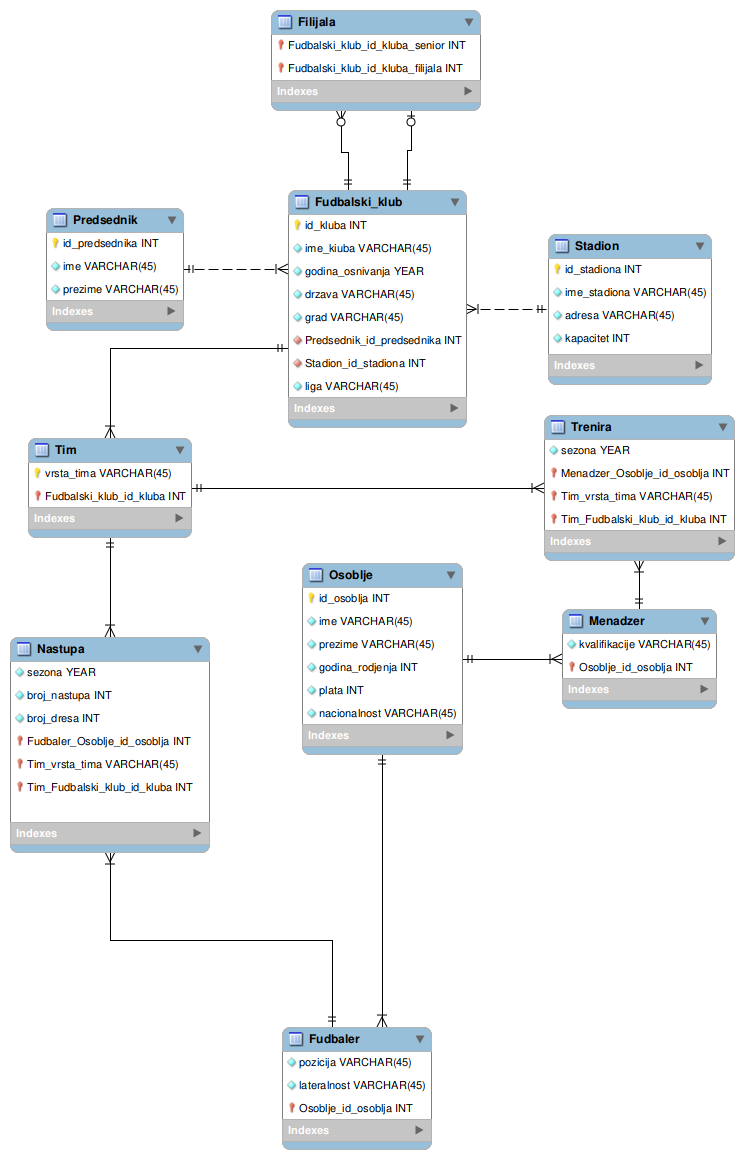 Filijala
Fudbalski_klub_id_kluba_senior INT
Fudbalski_klub_id_kluba_filijala INT
Indexes
Predsednik
id_predsednika INT
ime VARCHAR(45)
prezime VARCHAR(45)
Indexes
Fudbalski_klub
id_kluba INT
ime_kluba VARCHAR(45)
godina_osnivanja YEAR
drzava VARCHAR(45)
grad VARCHAR(45)
Predsednik_id_predsednika INT
Stadion_id_stadiona INT
liga VARCHAR(45)
Indexes
Stadion
id_stadiona INT
ime_stadiona VARCHAR(45)
adresa VARCHAR(45)
kapacitet INT
Indexes
Tim
vrsta_tima VARCHAR(45)
Fudbalski_klub_id_kluba INT
Indexes
Trenira
sezona YEAR
Menadzer_Osoblje_id_osoblja INT
Tim_vrsta_tima VARCHAR(45)
Tim_Fudbalski_klub_id_kluba INT
Indexes
Osoblje
id_osoblja INT
ime VARCHAR(45)
prezime VARCHAR(45)
godina_rodjenja INT
plata INT
nacionalnost VARCHAR(45)
Indexes
Menadzer
kvalifikacije VARCHAR(45)
Osoblje_id_osoblja INT
Indexes
Nastupa
sezona YEAR
broj_nastupa INT
broj_dresa INT
Fudbaler_Osoblje_id_osoblja INT
Tim_vrsta_tima VARCHAR(45)
Tim_Fudbalski_klub_id_kluba INT
Indexes
Fudbaler
pozicija VARCHAR(45)
lateralnost VARCHAR(45)
Osoblje_id_osoblja INT
Indexes